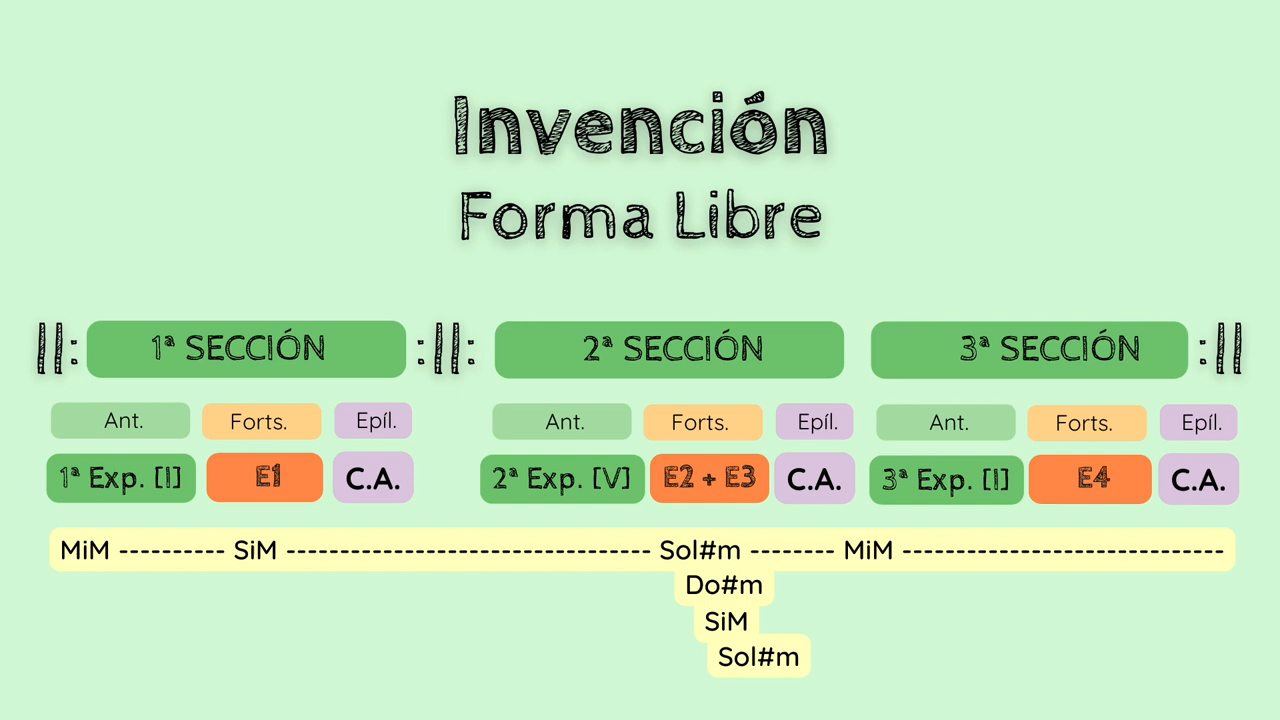 Invención
Forma Libre
||: 1ª SECCIÓN :||: 2ª SECCIÓN 3ª SECCIÓN :||
Ant. Forts. Epíl. Ant. Forts. Epíl. Ant. Forts. Epíl.
1ª Exp. [I] E1 C.A. 2ª Exp. [V] E2 + E3 C.A. 3ª Exp. [I] E4 C.A.
MiM ---------- SiM ---------------------------------- Sol#m -------- MiM ------------------------------
Do#m
SiM
Sol#m